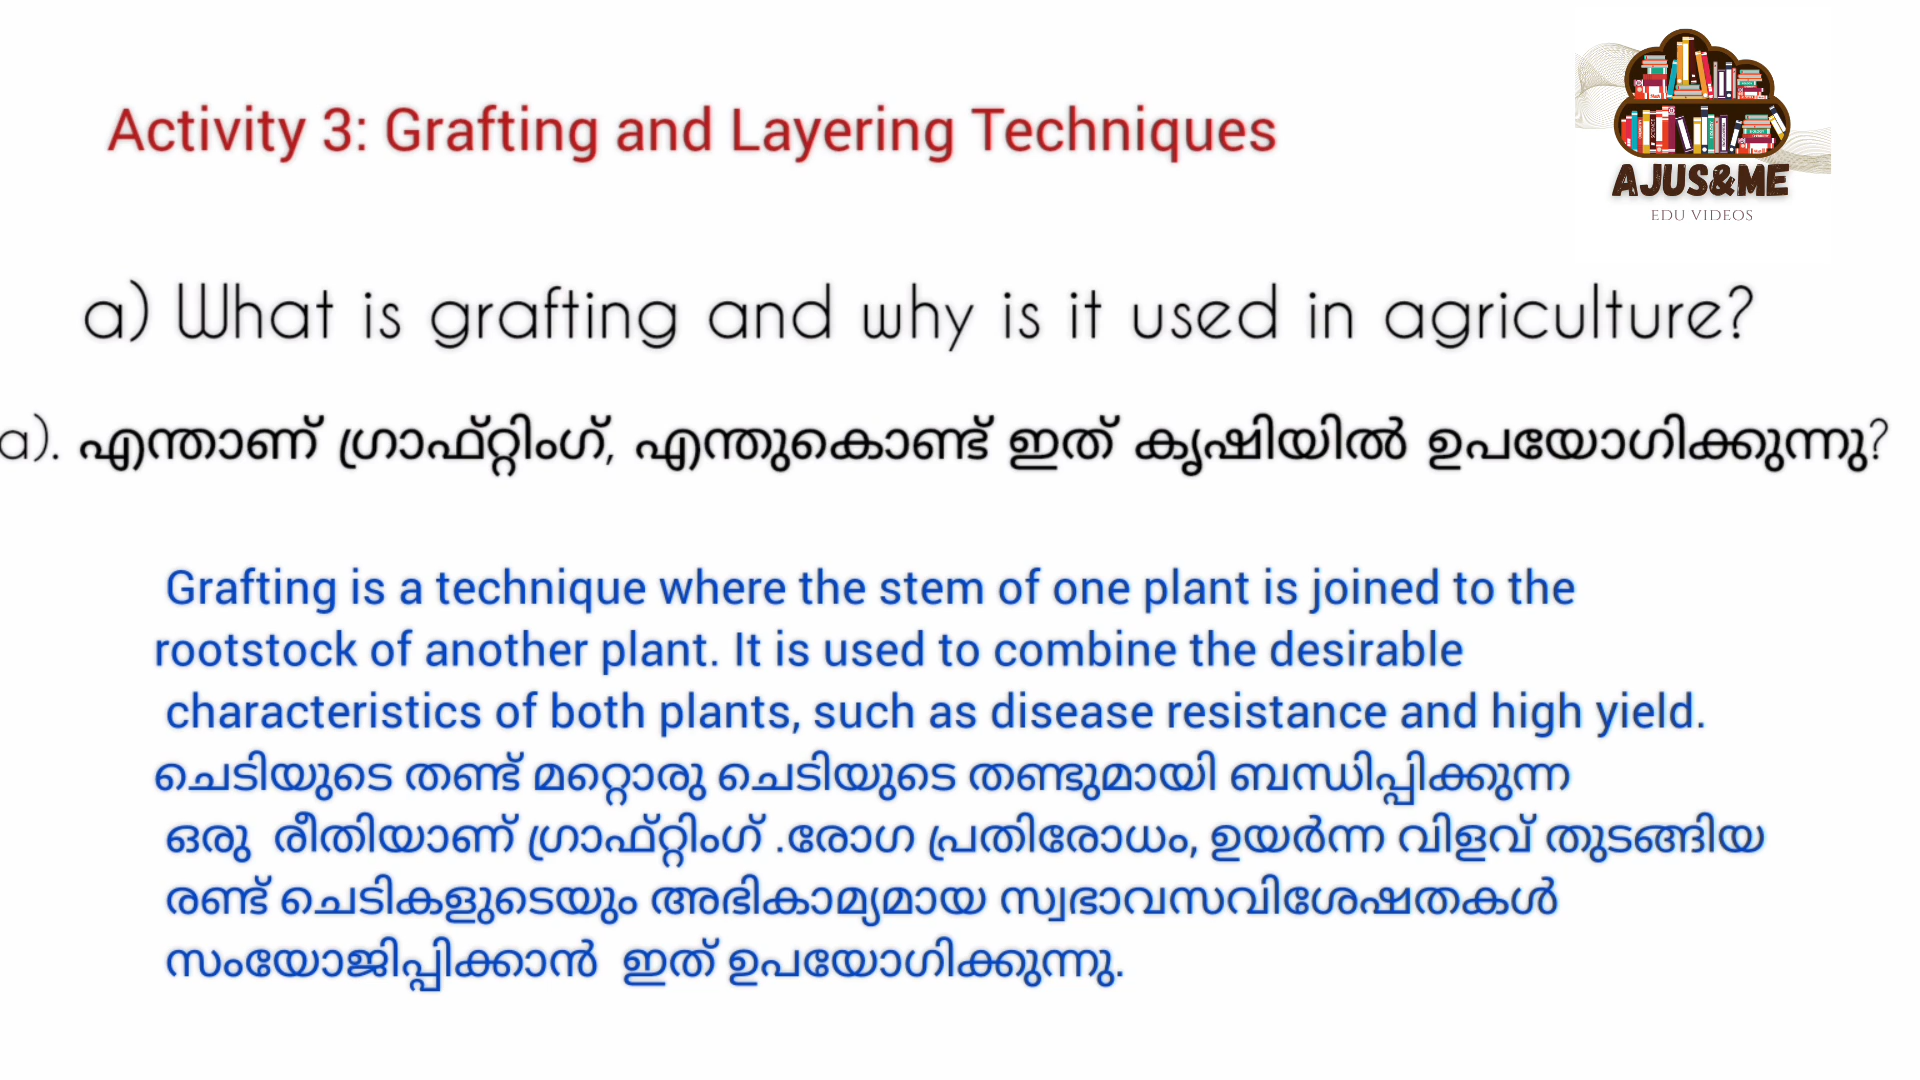 Activity 3: Grafting and Layering Techniques
AJUS&ME
EDU VIDEOS
a) What is grafting and why is it used in agriculture?
a). എന്താണ് ഗ്രാഫ്റ്റിംഗ്, എന്തുകൊണ്ട് ഇത് കൃഷിയിൽ ഉപയോഗിക്കുന്നു?
Grafting is a technique where the stem of one plant is joined to the
rootstock of another plant. It is used to combine the desirable
characteristics of both plants, such as disease resistance and high yield.
ചെടിയുടെ തണ്ട് മറ്റൊരു ചെടിയുടെ തണ്ടുമായി ബന്ധിപ്പിക്കുന്ന
ഒരു രീതിയാണ് ഗ്രാഫ്റ്റിംഗ് .രോഗ പ്രതിരോധം, ഉയർന്ന വിളവ് തുടങ്ങിയ
രണ്ട് ചെടികളുടെയും അഭികാമ്യമായ സ്വഭാവസവിശേഷതകൾ
സംയോജിപ്പിക്കാൻ ഇത് ഉപയോഗിക്കുന്നു.